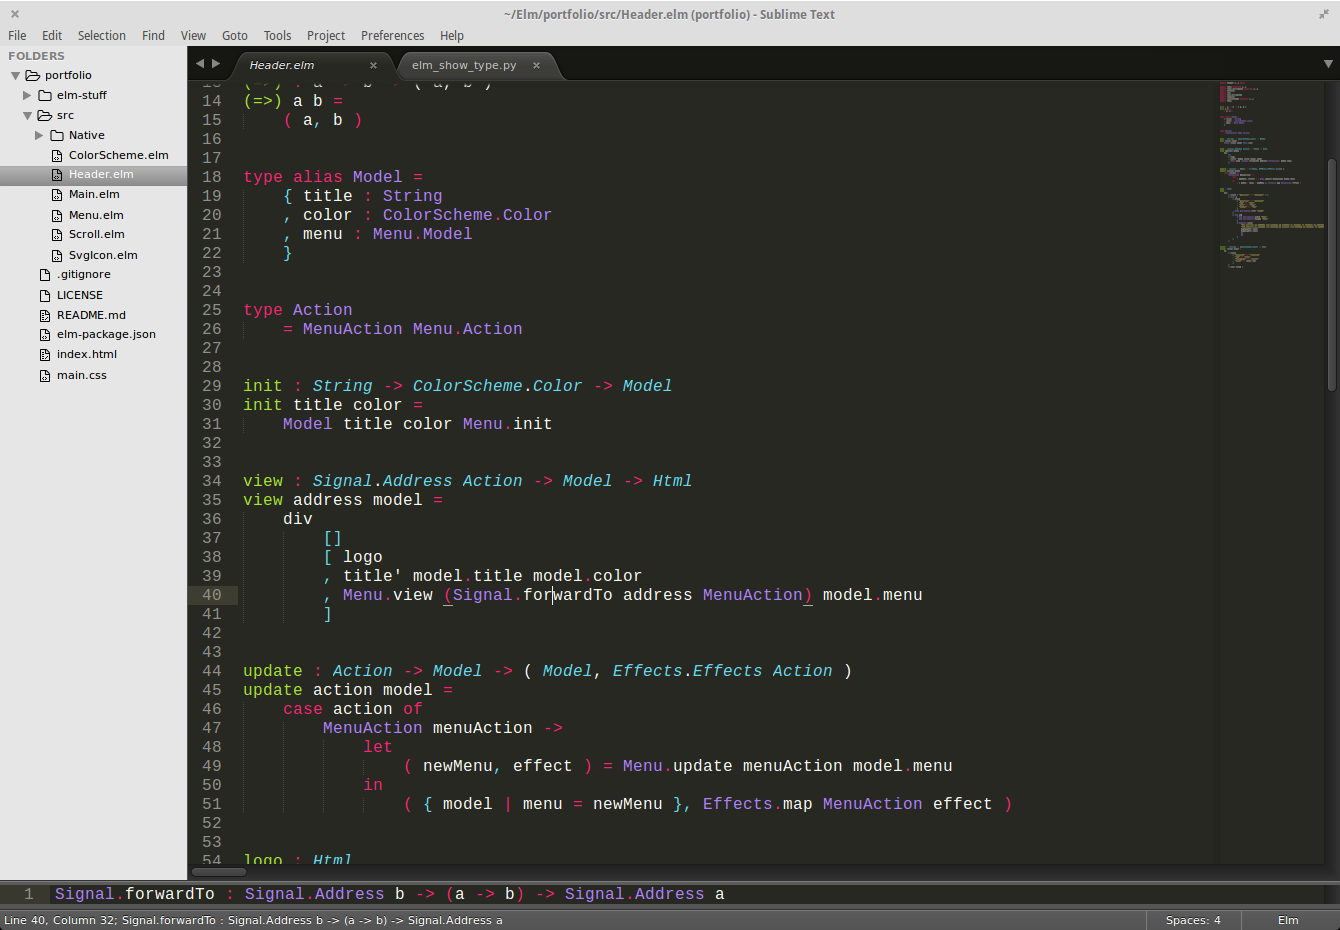 ~/Elm/portfolio/src/Header.elm (portfolio) - Sublime Text
File Edit Selection Find View Goto Tools Project Preferences Help
FOLDERS
portfolio
elm-stuff
src
Native
ColorScheme.elm
Header.elm
Main.elm
Menu.elm
Scroll.elm
SvgIcon.elm
.gitignore
LICENSE
README.md
elm-package.json
index.html
main.css
Header.elm elm_show_type.py
14 (=>) a b =
15 ( a, b )
16
17
18 type alias Model =
19 { title : String
20 , color : ColorScheme.Color
21 , menu : Menu.Model
22 }
23
24
25 type Action
26 = MenuAction Menu.Action
27
28
29 init : String -> ColorScheme.Color -> Model
30 init title color =
31 Model title color Menu.init
32
33
34 view : Signal.Address Action -> Model -> Html
35 view address model =
36 div
37 []
38 [ logo
39 , title' model.title model.color
40 , Menu.view (Signal.forwardTo address MenuAction) model.menu
41 ]
42
43
44 update : Action -> Model -> ( Model, Effects.Effects Action )
45 update action model =
46 case action of
47 MenuAction menuAction ->
48 let
49 ( newMenu, effect ) = Menu.update menuAction model.menu
50 in
51 ( { model | menu = newMenu }, Effects.map MenuAction effect )
52
53
54 logo : Html
1 Signal.forwardTo : Signal.Address b -> (a -> b) -> Signal.Address a
Line 40, Column 32; Signal.forwardTo : Signal.Address b -> (a -> b) -> Signal.Address a Spaces: 4 Elm